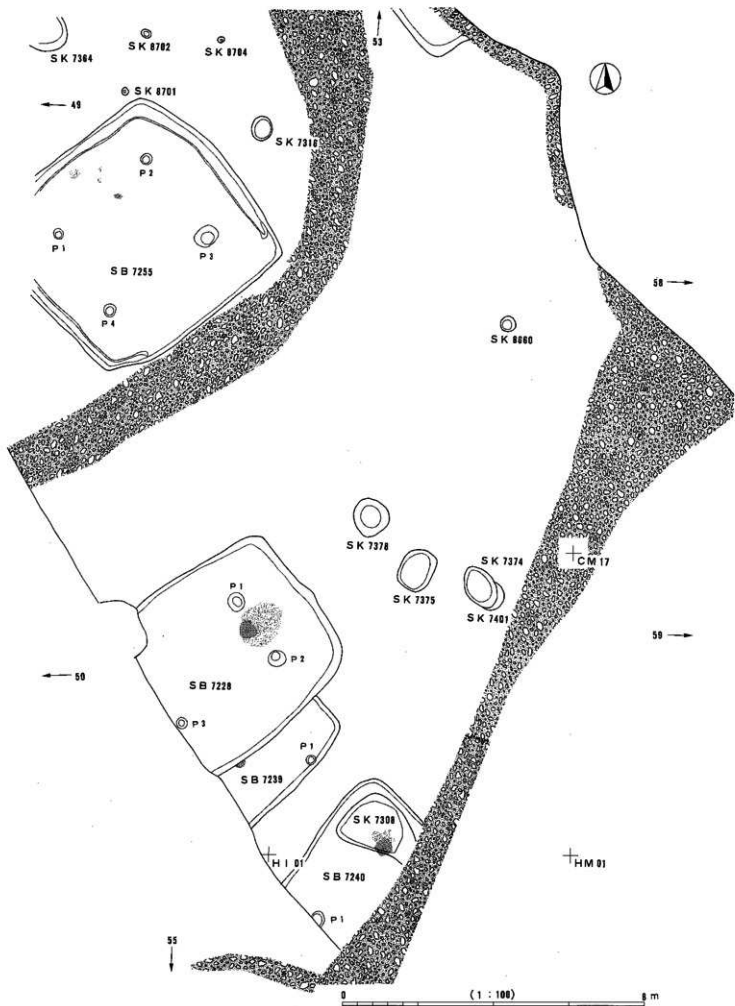 53
SK 7364
SK 8702
SK 8704
SK 8701
49
SK 7316
P 2
P 1
P 3
SB 7255
P 4
58
SK 8660
SK 7378
SK 7375
SK 7374
SK 7401
CM 17
59
P 1
P 2
50
SB 7228
P 3
P 1
SB 7239
SK 7308
HI 01
HM 01
SB 7240
P 1
55
0
(1 : 100)
m